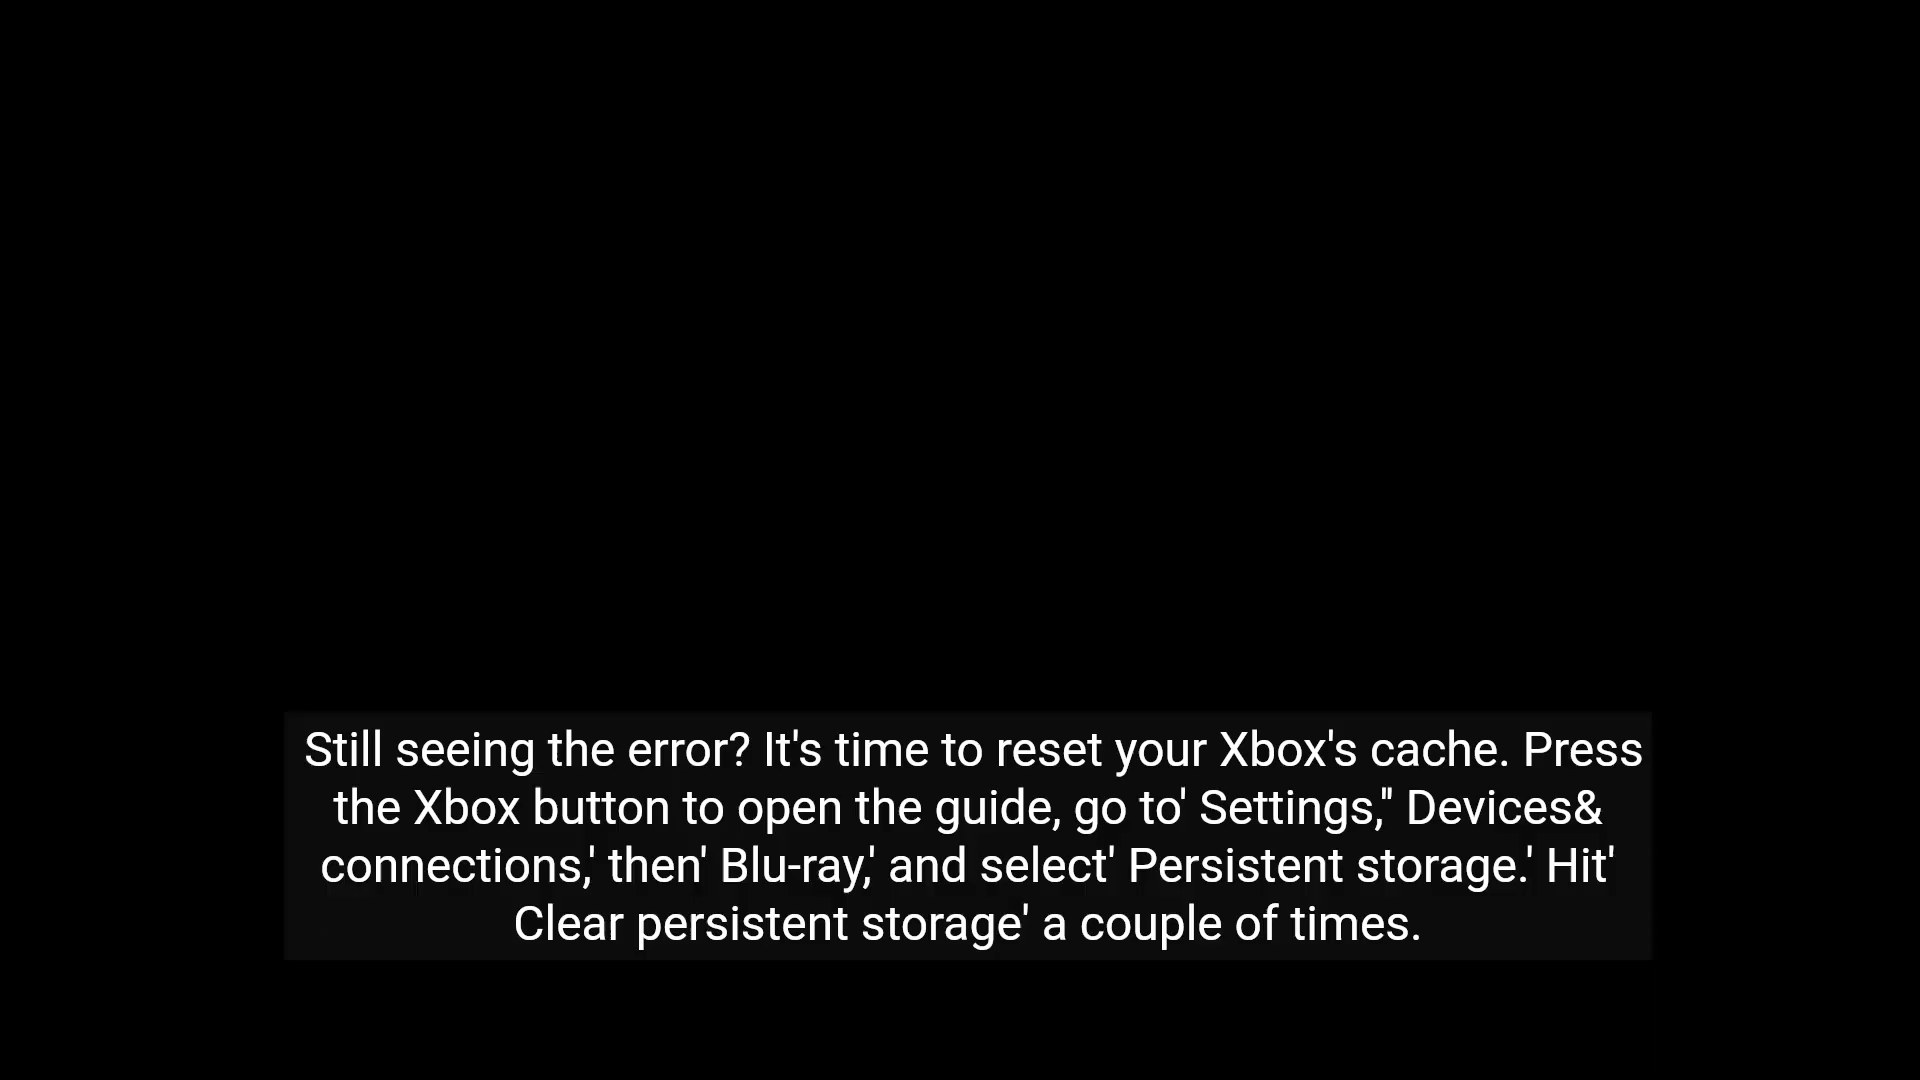 Still seeing the error? It's time to reset your Xbox's cache. Press
the Xbox button to open the guide, go to' Settings,'' Devices&
connections,' then' Blu-ray,' and select' Persistent storage.' Hit'
Clear persistent storage' a couple of times.